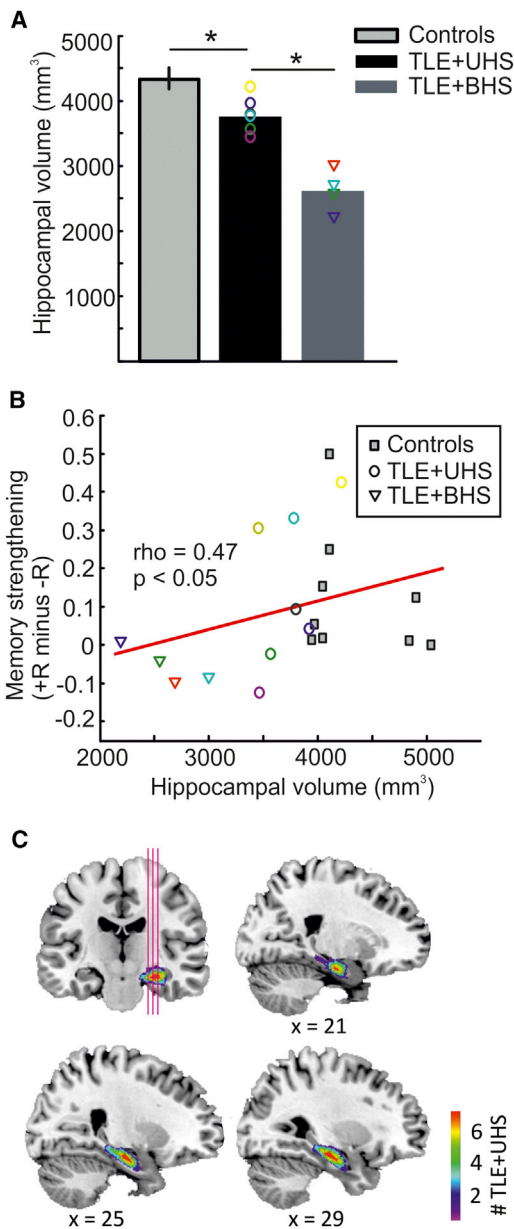 A
Hippocampal volume (mm³)
5000
4000
3000
2000
1000
*
*
Controls
TLE+UHS
TLE+BHS
B
Memory strengthening
(+R minus -R)
0.6
0.5
0.4
0.3
0.2
0.1
0
-0.1
-0.2
rho = 0.47
p < 0.05
Controls
TLE+UHS
TLE+BHS
2000 3000 4000 5000
Hippocampal volume (mm³)
C
x = 21
x = 25
x = 29
6
4
2
# TLE+UHS